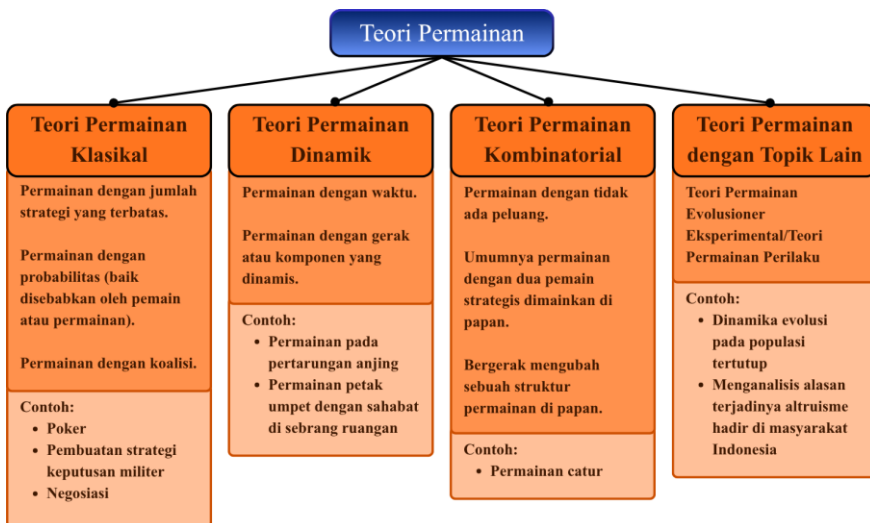 Teori Permainan
Teori Permainan
Klasikal
Permainan dengan jumlah
strategi yang terbatas.
Permainan dengan
probabilitas (baik
disebabkan oleh pemain
atau permainan).
Permainan dengan koalisi.
Contoh:
• Poker
• Pembuatan strategi
keputusan militer
• Negosiasi
Teori Permainan
Dinamik
Permainan dengan waktu.
Permainan dengan gerak
atau komponen yang
dinamis.
Contoh:
• Permainan pada
pertarungan anjing
• Permainan petak
umpet dengan sahabat
di sebrang ruangan
Teori Permainan
Kombinatorial
Permainan dengan tidak
ada peluang.
Umumnya permainan
dengan dua pemain
strategis dimainkan di
papan.
Bergerak mengubah
sebuah struktur
permainan di papan.
Contoh:
• Permainan catur
Teori Permainan
dengan Topik Lain
Teori Permainan
Evolusioner
Eksperimental/Teori
Permainan Perilaku
Contoh:
• Dinamika evolusi
pada populasi
tertutup
• Menganalisis alasan
terjadinya altruisme
hadir di masyarakat
Indonesia